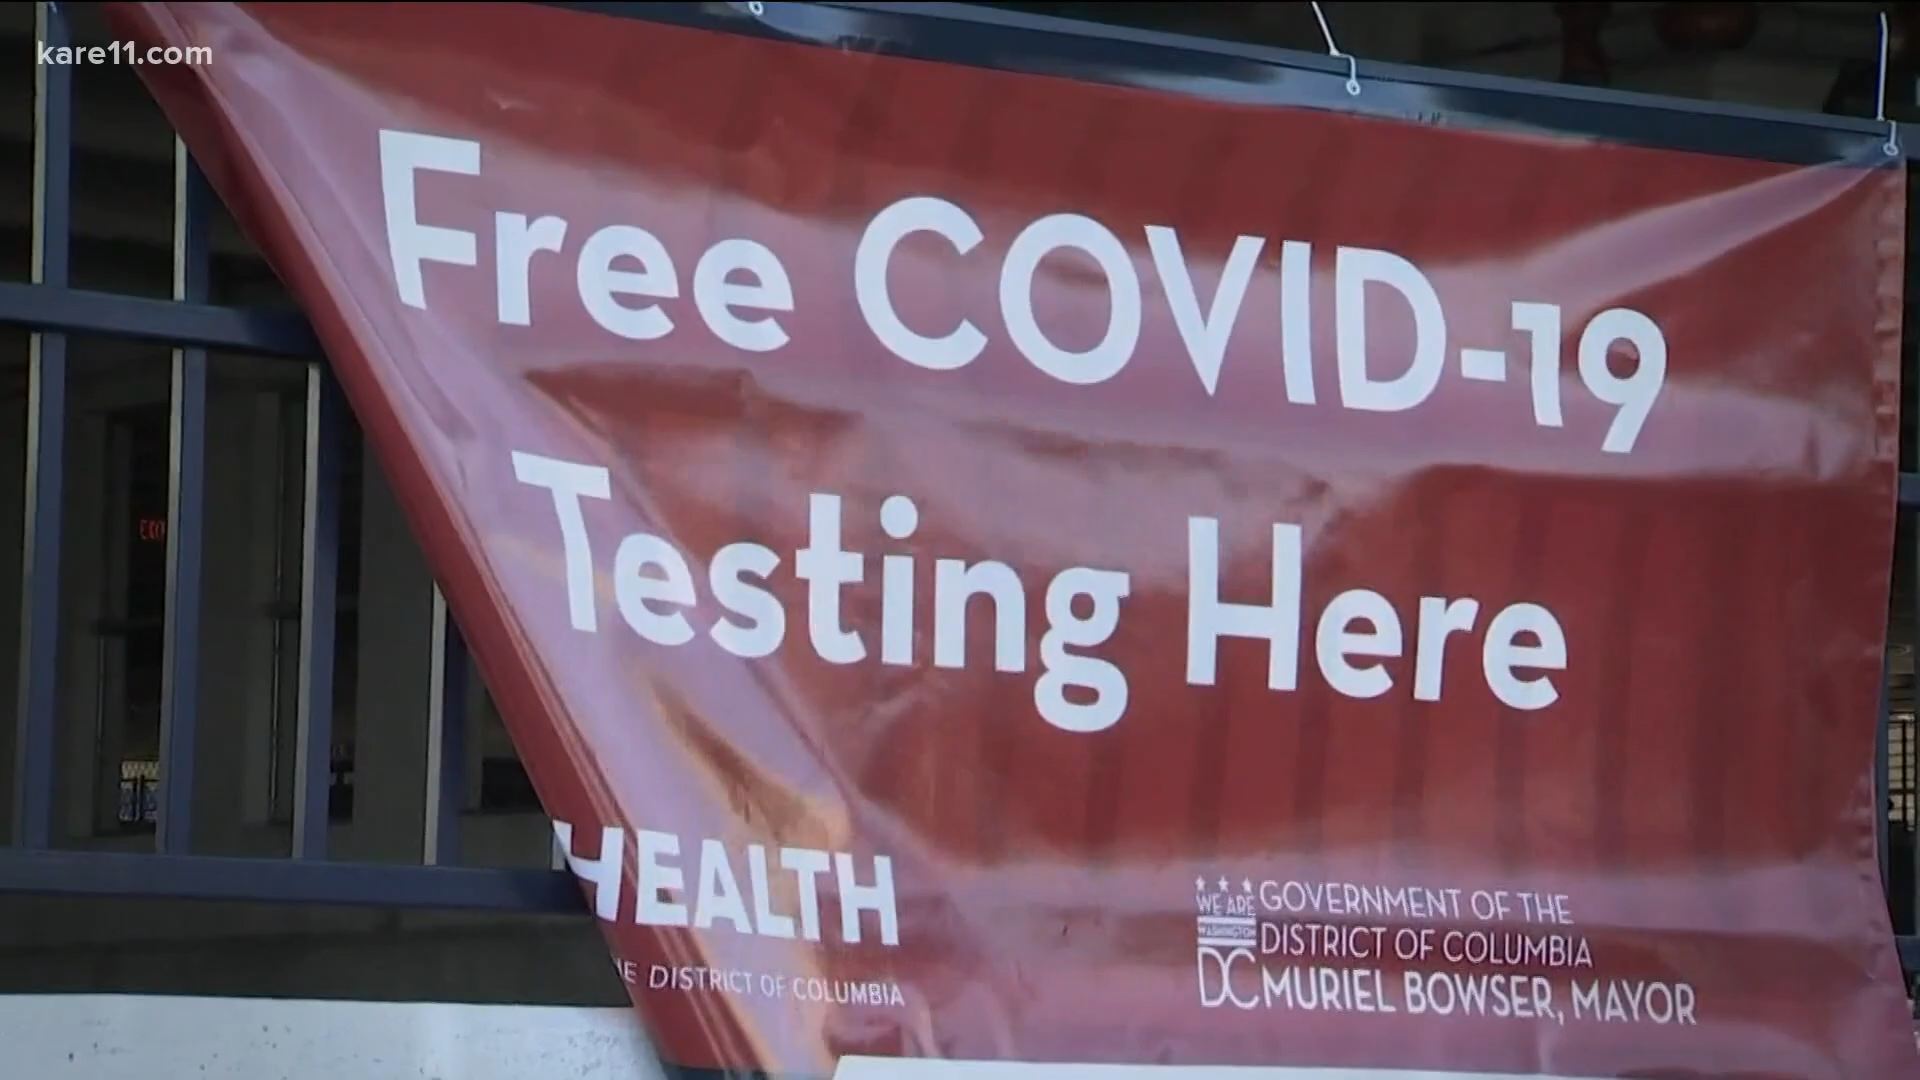 kare11.com
Free COVID-19
Testing Here
HEALTH
DISTRICT OF COLUMBIA
WE ARE
WASHINGTON
DC
GOVERNMENT OF THE
DISTRICT OF COLUMBIA
MURIEL BOWSER, MAYOR